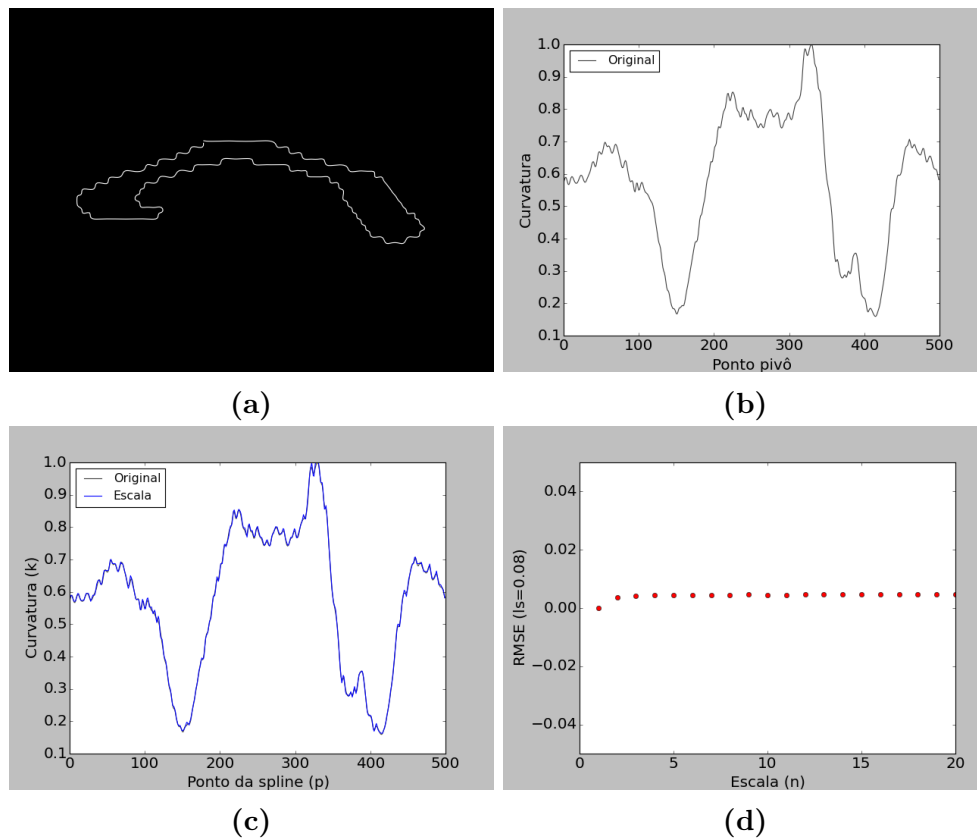 1.0
0.9
0.8
0.7
0.6
0.5
0.4
0.3
0.2
0.1
Curvatura
Original
0 100 200 300 400 500
Ponto pivô
(a) (b)
1.0
0.9
0.8
0.7
0.6
0.5
0.4
0.3
0.2
0.1
Curvatura (k)
Original
Escala
0 100 200 300 400 500
Ponto da spline (p)
0.04
0.02
0.00
−0.02
−0.04
RMSE (ls=0.08)
0 5 10 15 20
Escala (n)
(c) (d)